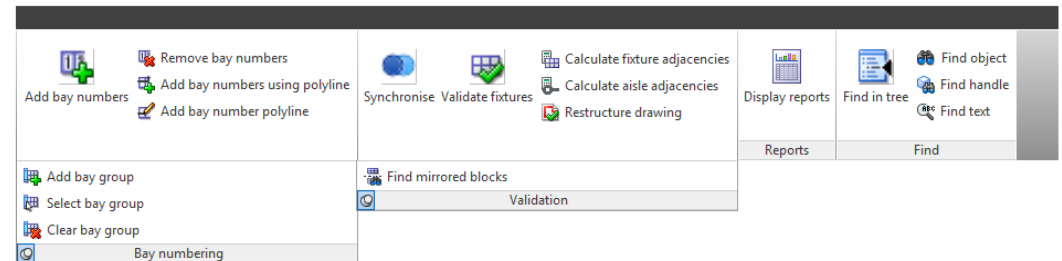 Add bay numbers
Remove bay numbers
Add bay numbers using polyline
Add bay number polyline
Add bay group
Select bay group
Clear bay group
Bay numbering
Synchronise
Validate fixtures
Calculate fixture adjacencies
Calculate aisle adjacencies
Restructure drawing
Find mirrored blocks
Validation
Display reports
Reports
Find in tree
Find object
Find handle
ABC
Find text
Find